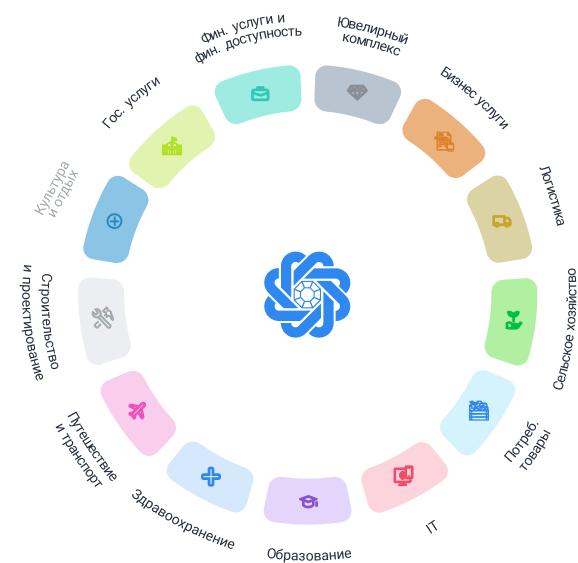 Фин. услуги и
фин. доступность
Ювелирный
комплекс
Бизнес услуги
Логистика
Сельское хозяйство
Потреб.
товары
IT
Образование
Здравоохранение
Путешествие
и транспорт
Строительство
и проектирование
Культура
и отдых
Гос. услуги